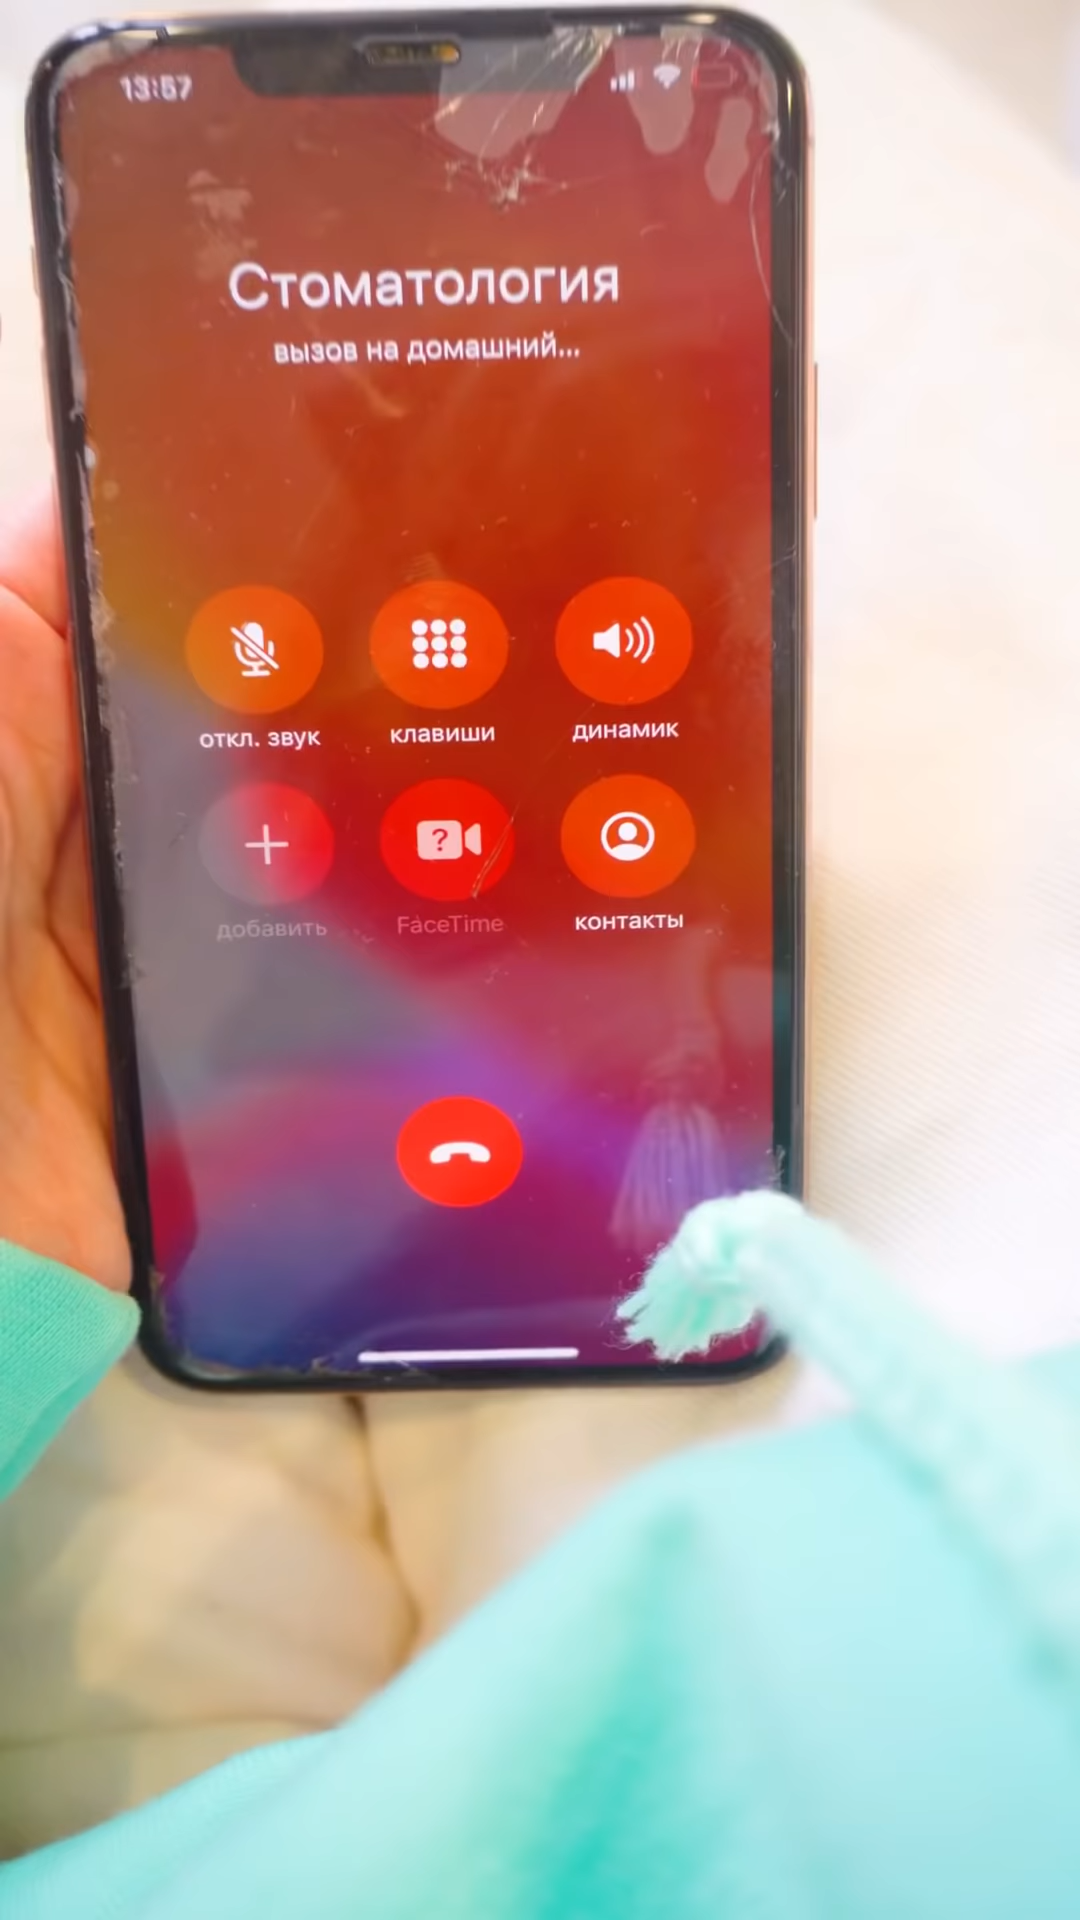 13:57
Стоматология
вызов на домашний...
откл. звук
клавиши
динамик
?
добавить
FaceTime
контакты